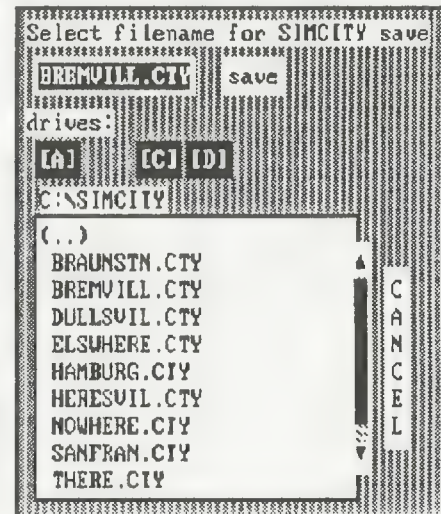 Select filename for SIMCITY save
BREMVILL.CTY save
drives:
[A] [C] [D]
C:\SIMCITY
(..)
BRAUNSTN.CTY
BREMVILL.CTY
DULLSVIL.CTY
ELSWHERE.CTY
HAMBURG.CTY
HERESVIL.CTY
NOWHERE.CTY
SANFRAN.CTY
THERE.CTY
CANCEL